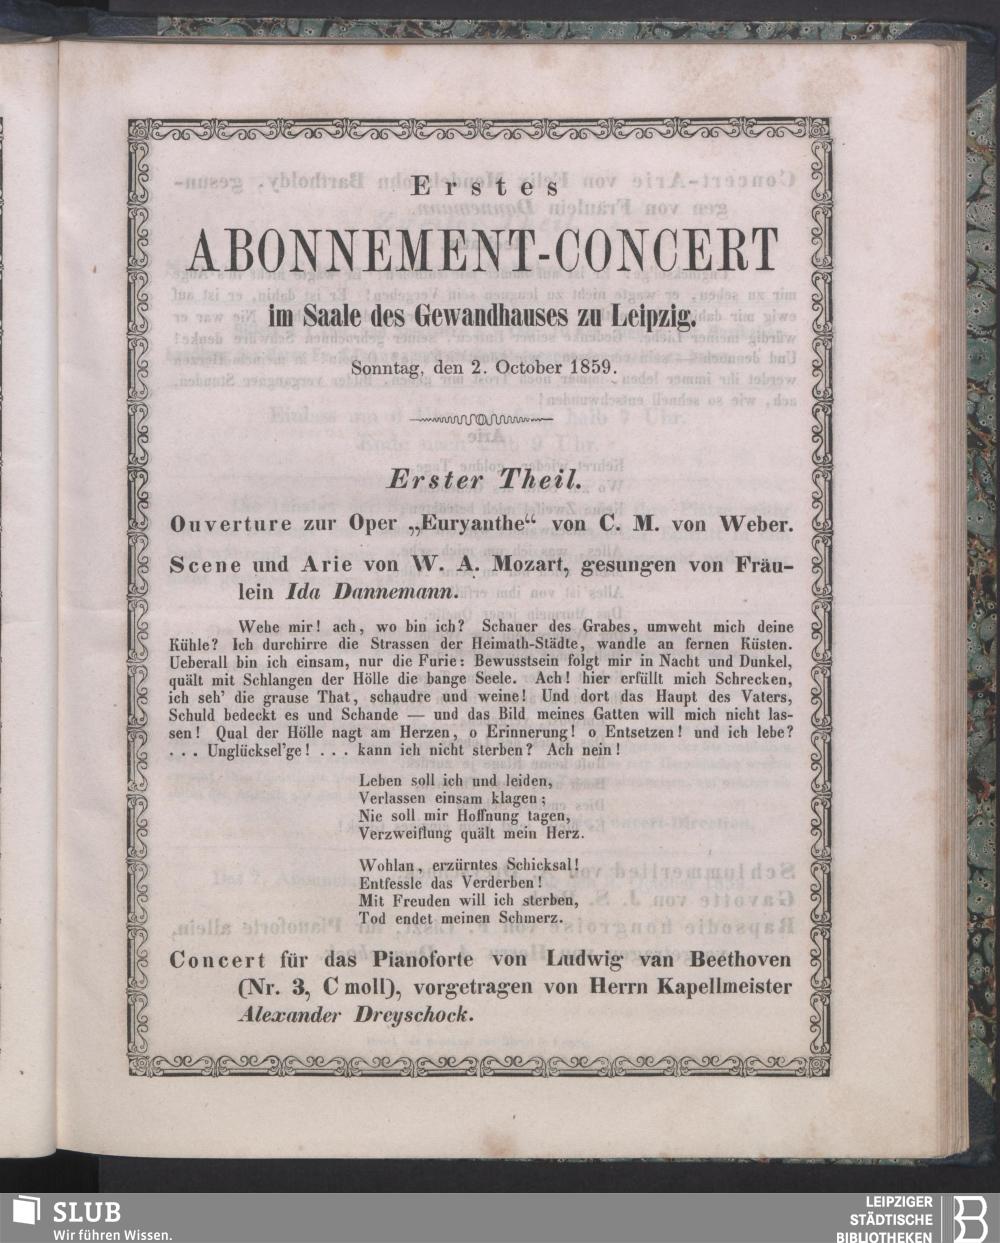 Erstes
ABONNEMENT-CONCERT
im Saale des Gewandhauses zu Leipzig.
Sonntag, den 2. October 1859.
Erster Theil.
Ouverture zur Oper „Euryanthe“ von C. M. von Weber.
Scene und Arie von W. A. Mozart, gesungen von Fräu-
lein Ida Dannemann.
Wehe mir! ach, wo bin ich? Schauer des Grabes, umweht mich deine
Kühle? Ich durchirre die Strassen der Heimath-Städte, wandle an fernen Küsten.
Ueberall bin ich einsam, nur die Furie: Bewusstsein folgt mir in Nacht und Dunkel,
quält mit Schlangen der Hölle die bange Seele. Ach! hier erfüllt mich Schrecken,
ich seh' die grause That, schaudre und weine! Und dort das Haupt des Vaters,
Schuld bedeckt es und Schande — und das Bild meines Gatten will mich nicht las-
sen! Qual der Hölle nagt am Herzen, o Erinnerung! o Entsetzen! und ich lebe?
. . . Unglücksel'ge! . . . kann ich nicht sterben? Ach nein!
Leben soll ich und leiden,
Verlassen einsam klagen;
Nie soll mir Hoffnung tagen,
Verzweiflung quält mein Herz.
Wohlan, erzürntes Schicksal!
Entfessle das Verderben!
Mit Freuden will ich sterben,
Tod endet meinen Schmerz.
Concert für das Pianoforte von Ludwig van Beethoven
(Nr. 3, C moll), vorgetragen von Herrn Kapellmeister
Alexander Dreyschock.
SLUB
Wir führen Wissen.
LEIPZIGER
STÄDTISCHE
BIBLIOTHEKEN